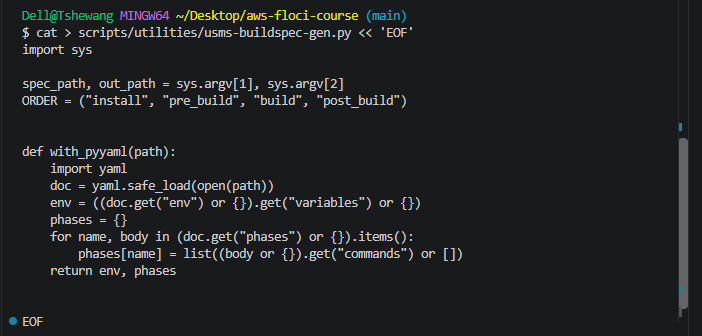 Dell@Tshewang MINGW64 ~/Desktop/aws-floci-course (main)
$ cat > scripts/utilities/usms-buildspec-gen.py << 'EOF'
import sys

spec_path, out_path = sys.argv[1], sys.argv[2]
ORDER = ("install", "pre_build", "build", "post_build")


def with_pyyaml(path):
    import yaml
    doc = yaml.safe_load(open(path))
    env = ((doc.get("env") or {}).get("variables") or {})
    phases = {}
    for name, body in (doc.get("phases") or {}).items():
        phases[name] = list((body or {}).get("commands") or [])
    return env, phases


EOF